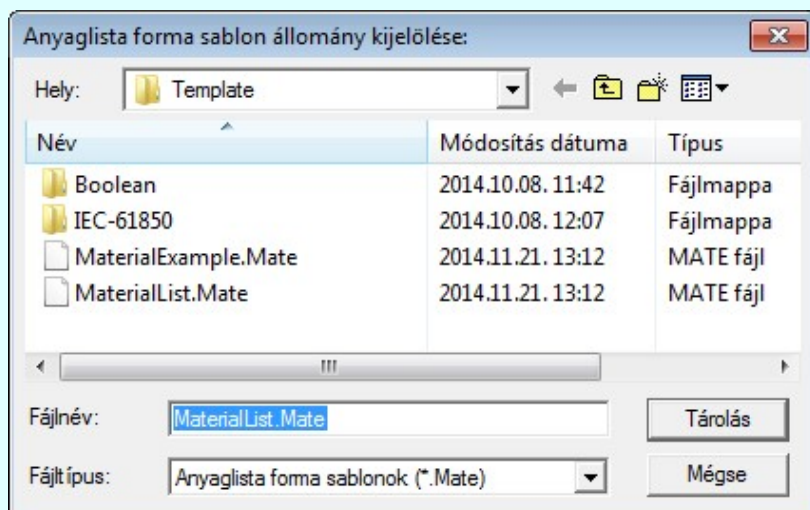 Anyaglista forma sablon állomány kijelölése:
Hely: Template
Név Módosítás dátuma Típus
Boolean 2014.10.08. 11:42 Fájlmappa
IEC-61850 2014.10.08. 12:07 Fájlmappa
MaterialExample.Mate 2014.11.21. 13:12 MATE fájl
MaterialList.Mate 2014.11.21. 13:12 MATE fájl
Fájlnév: MaterialList.Mate Tárolás
Fájltípus: Anyaglista forma sablonok (*.Mate) Mégse